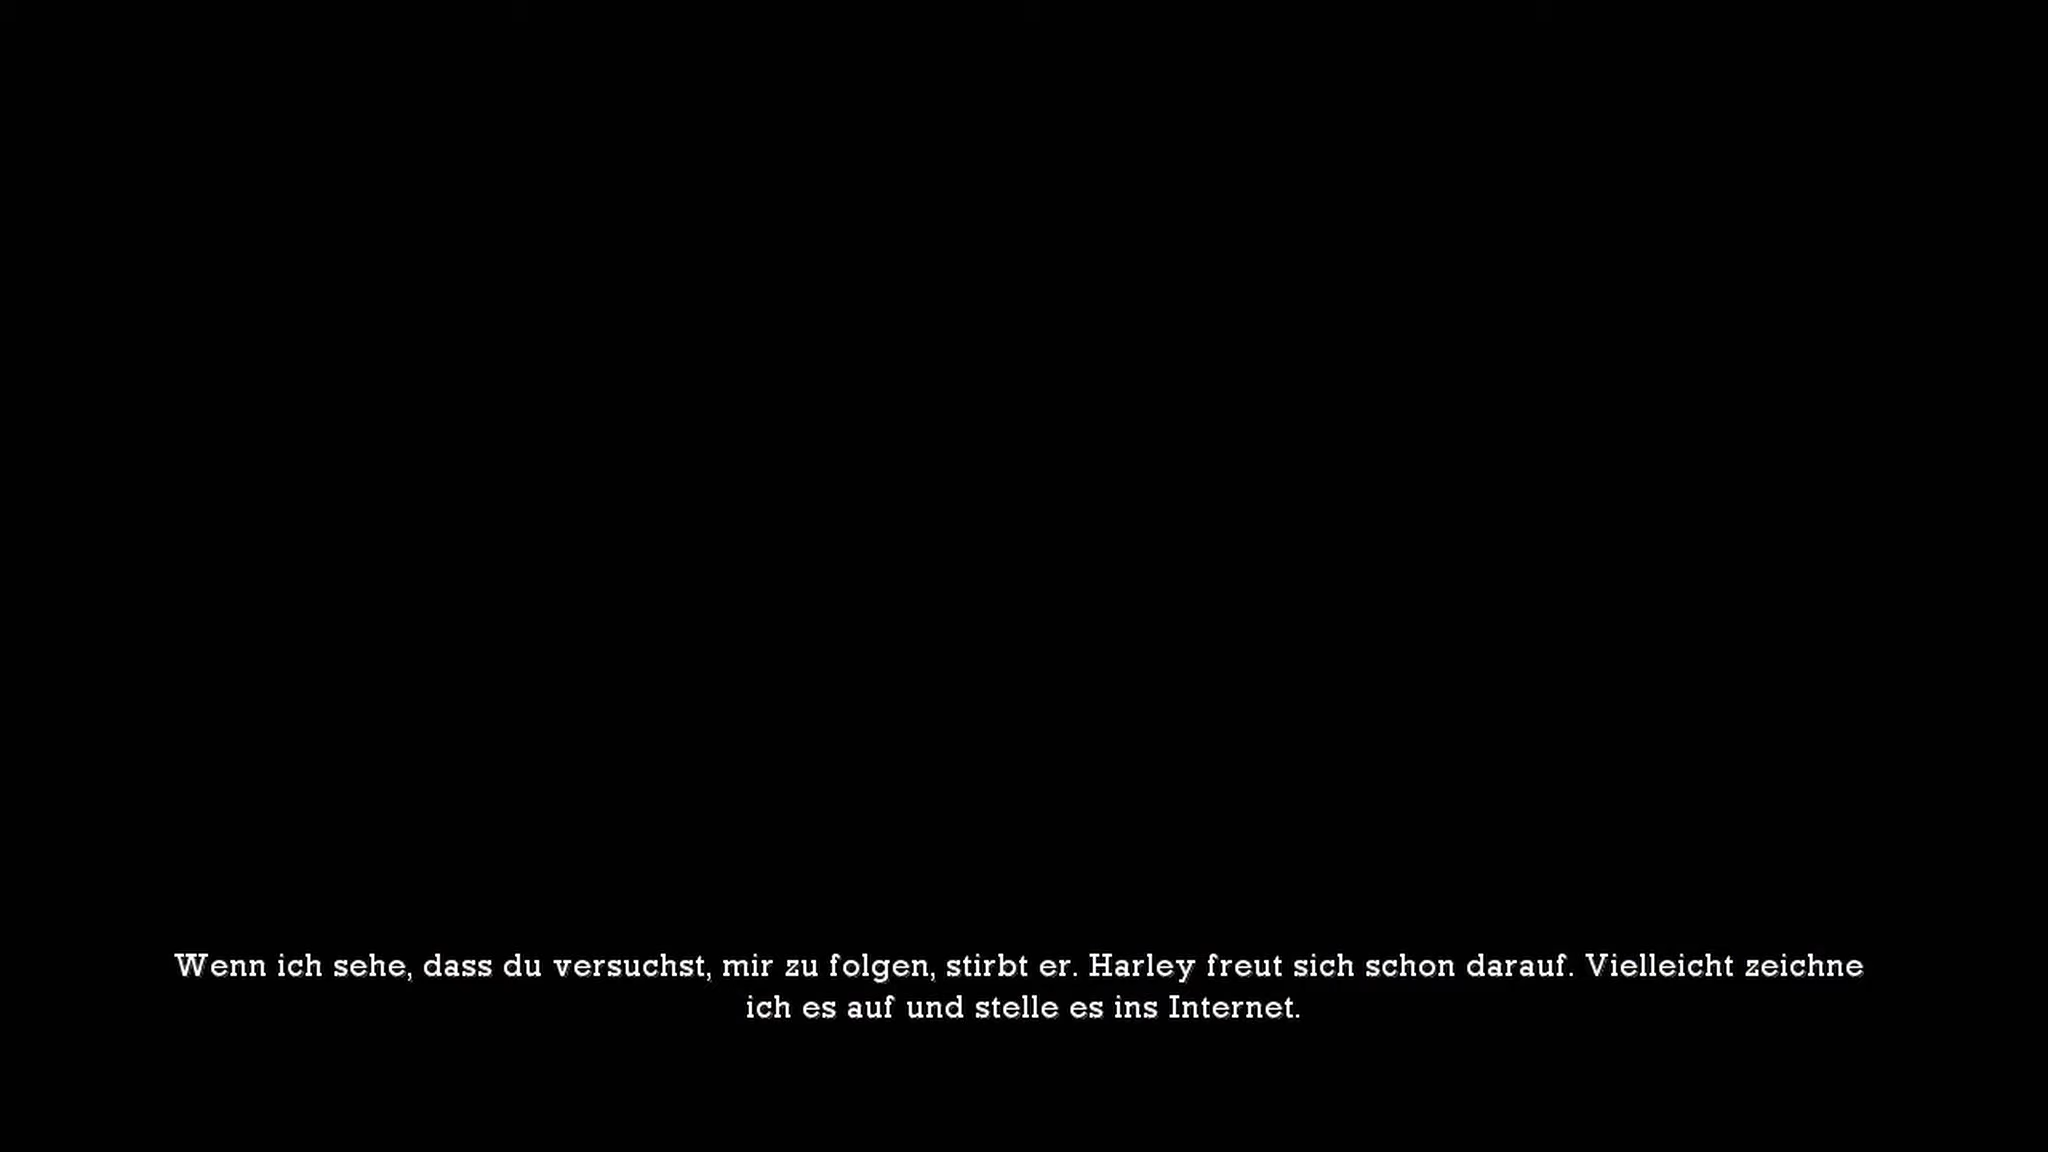 Wenn ich sehe, dass du versuchst, mir zu folgen, stirbt er. Harley freut sich schon darauf. Vielleicht zeichne
ich es auf und stelle es ins Internet.